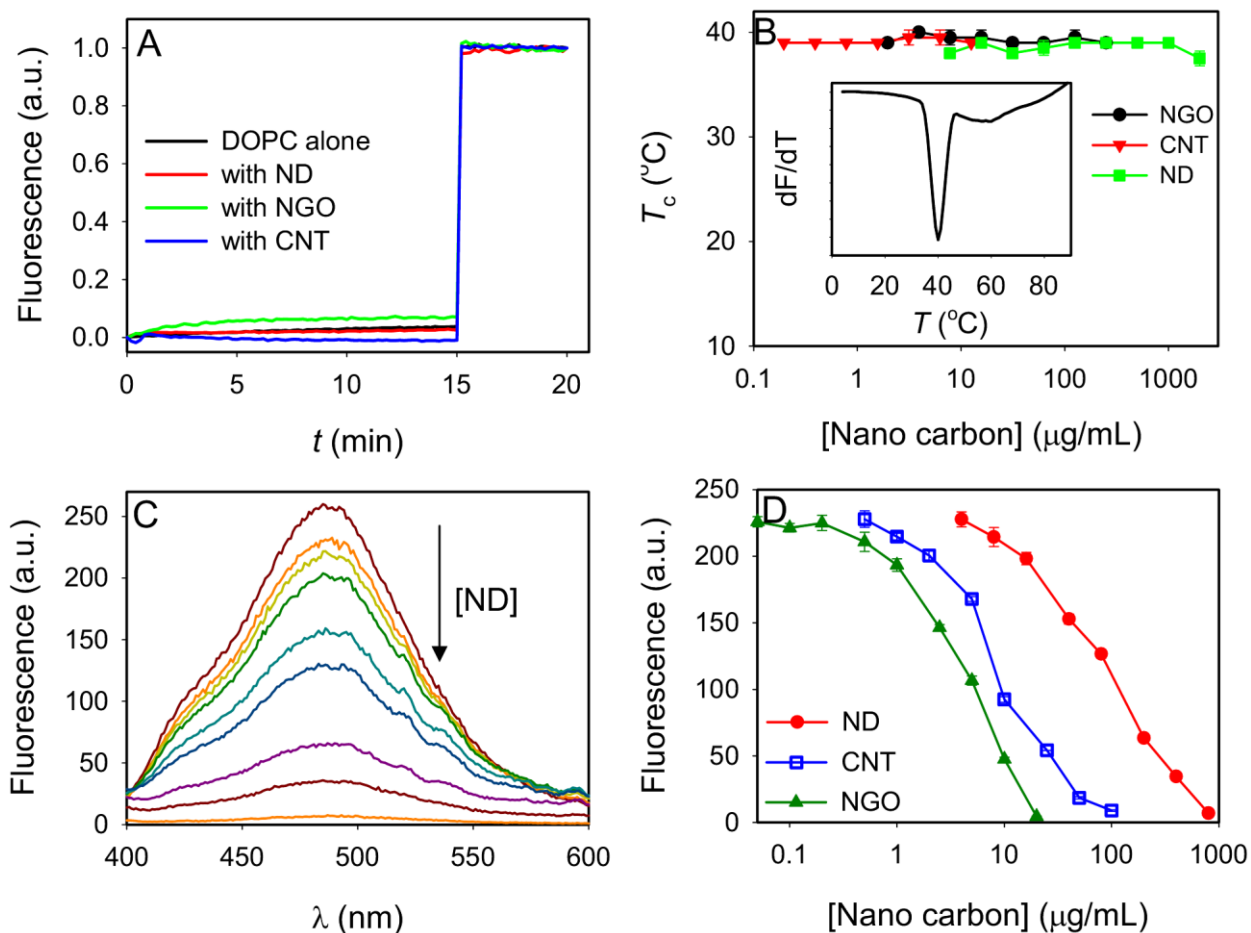 A
Fluorescence (a.u.)
1.0
0.8
0.6
0.4
0.2
0.0
DOPC alone
with ND
with NGO
with CNT
0 5 10 15 20
t (min)
B
Tc (°C)
40
30
20
10
NGO
CNT
ND
dF/dT
0 20 40 60 80
T (°C)
0.1 1 10 100 1000
[Nano carbon] (μg/mL)
C
Fluorescence (a.u.)
250
200
150
100
50
0
[ND]
400 450 500 550 600
λ (nm)
D
Fluorescence (a.u.)
250
200
150
100
50
0
ND
CNT
NGO
0.1 1 10 100 1000
[Nano carbon] (μg/mL)